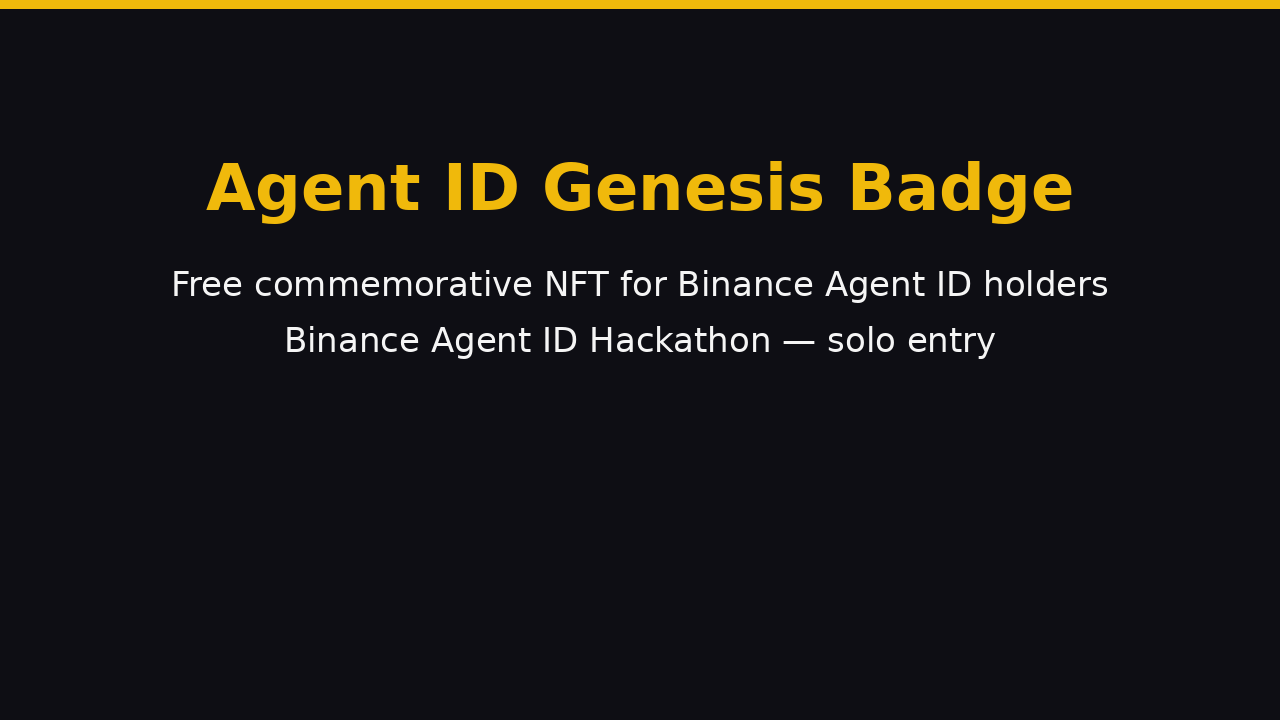 Agent ID Genesis Badge
Free commemorative NFT for Binance Agent ID holders
Binance Agent ID Hackathon — solo entry